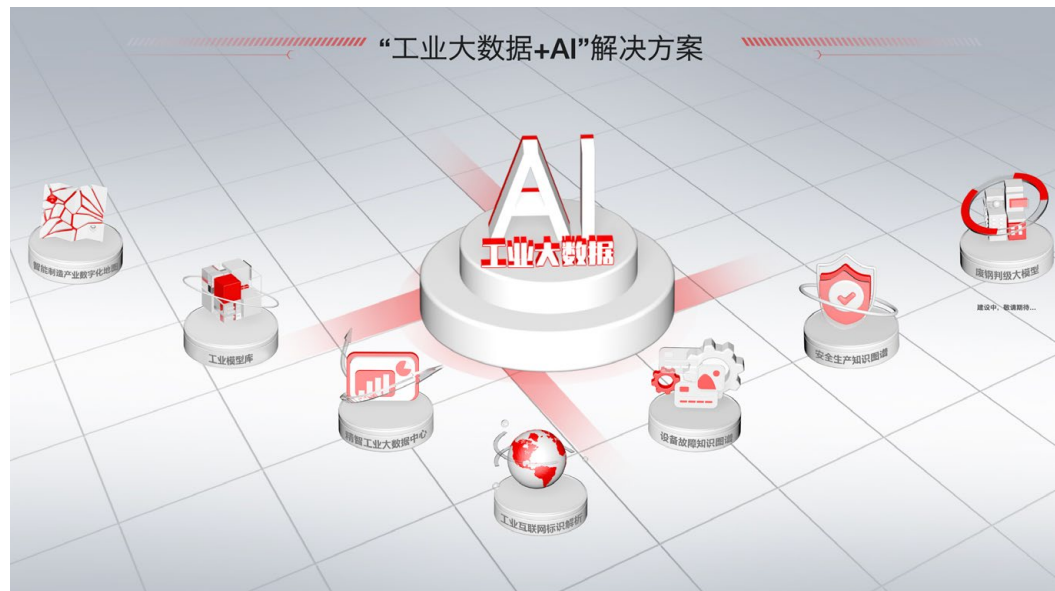 “工业大数据+AI”解决方案
AI
工业大数据
智能制造产业数字化地图
工业模型库
精智工业大数据中心
工业互联网标识解析
设备故障知识图谱
安全生产知识图谱
废钢判级大模型
建设中，敬请期待...